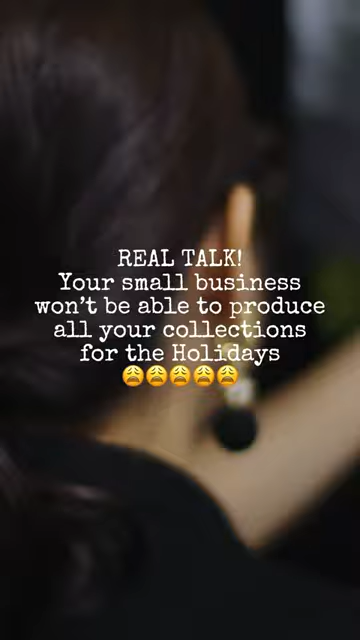 REAL TALK!
Your small business
won't be able to produce
all your collections
for the Holidays
😩😩😩😩😩